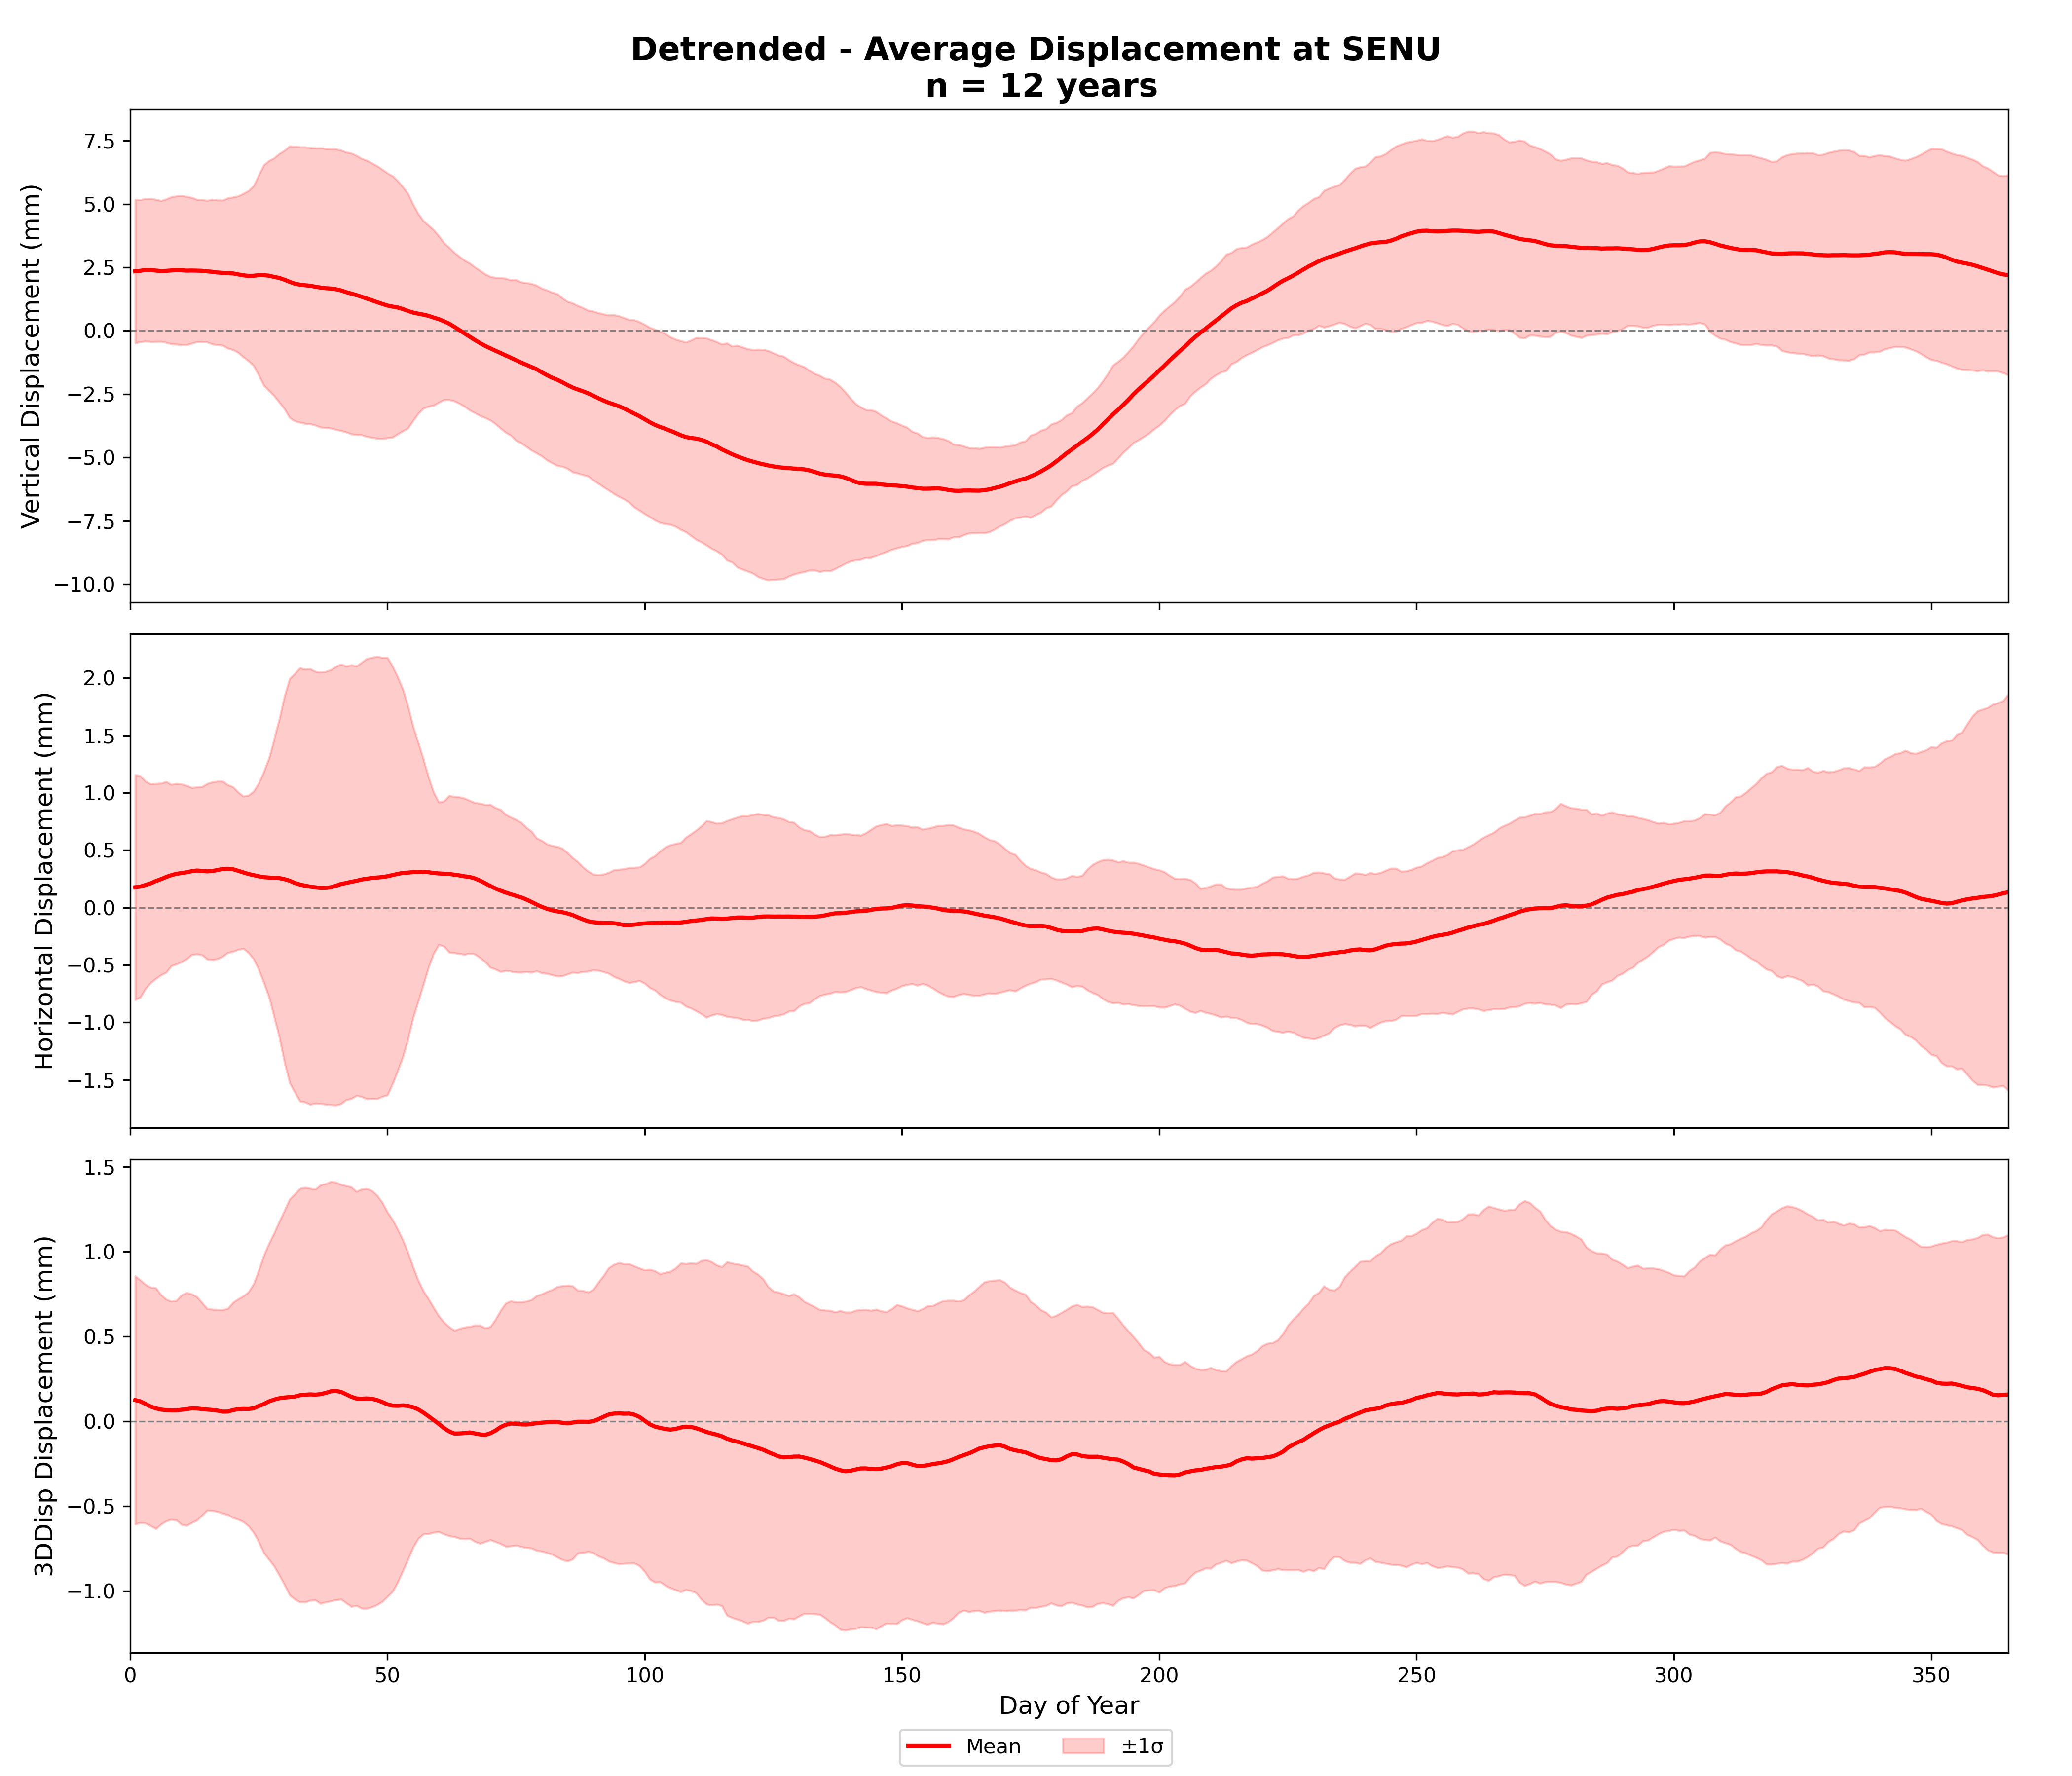 Detrended - Average Displacement at SENU
n = 12 years
Vertical Displacement (mm)
7.5
5.0
2.5
0.0
−2.5
−5.0
−7.5
−10.0
Horizontal Displacement (mm)
2.0
1.5
1.0
0.5
0.0
−0.5
−1.0
−1.5
3DDisp Displacement (mm)
1.5
1.0
0.5
0.0
−0.5
−1.0
0 50 100 150 200 250 300 350
Day of Year
Mean ±1σ